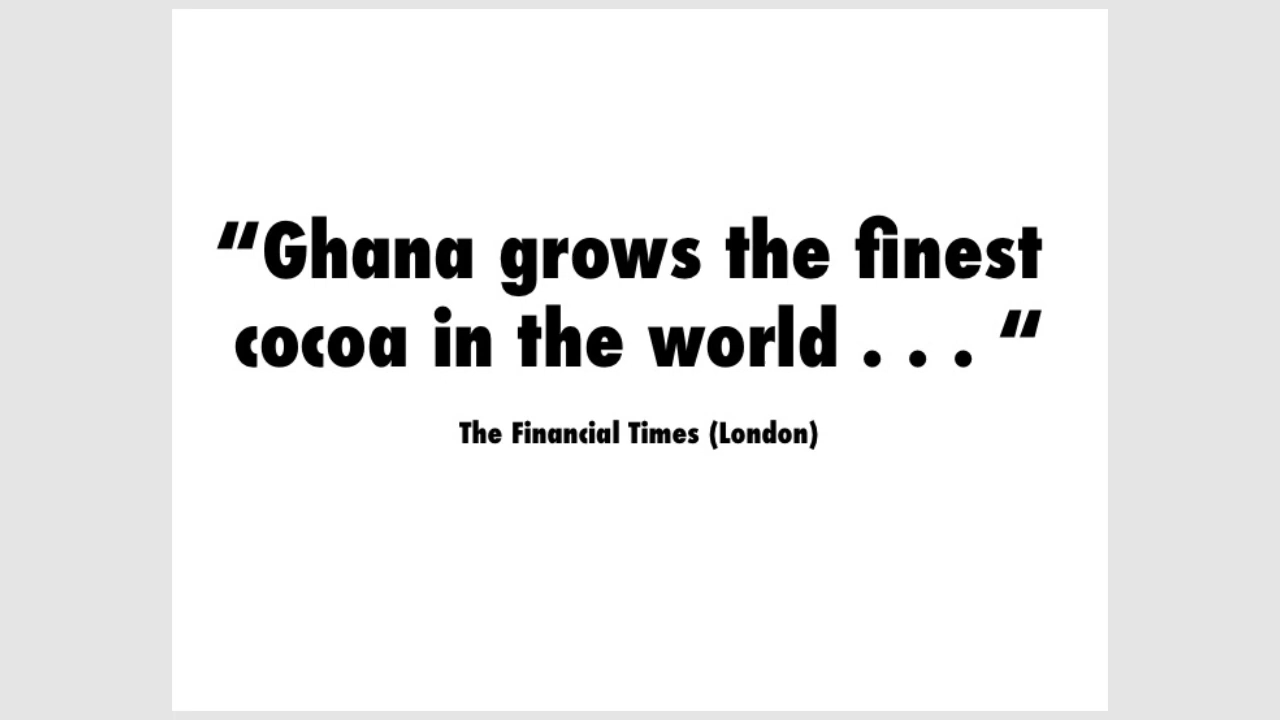 “Ghana grows the finest
cocoa in the world . . . “
The Financial Times (London)